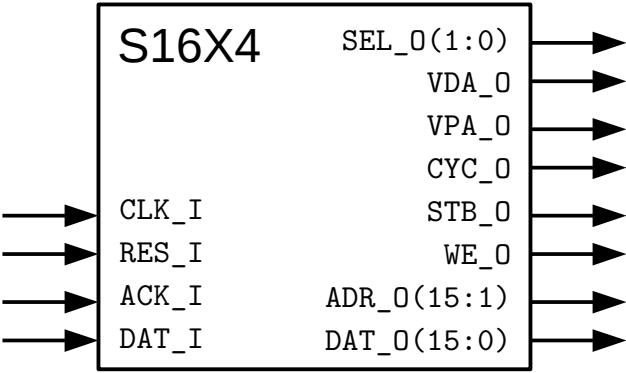 S16X4
SEL_O(1:0)
VDA_O
VPA_O
CYC_O
CLK_I
STB_O
RES_I
WE_O
ACK_I
ADR_O(15:1)
DAT_I
DAT_O(15:0)